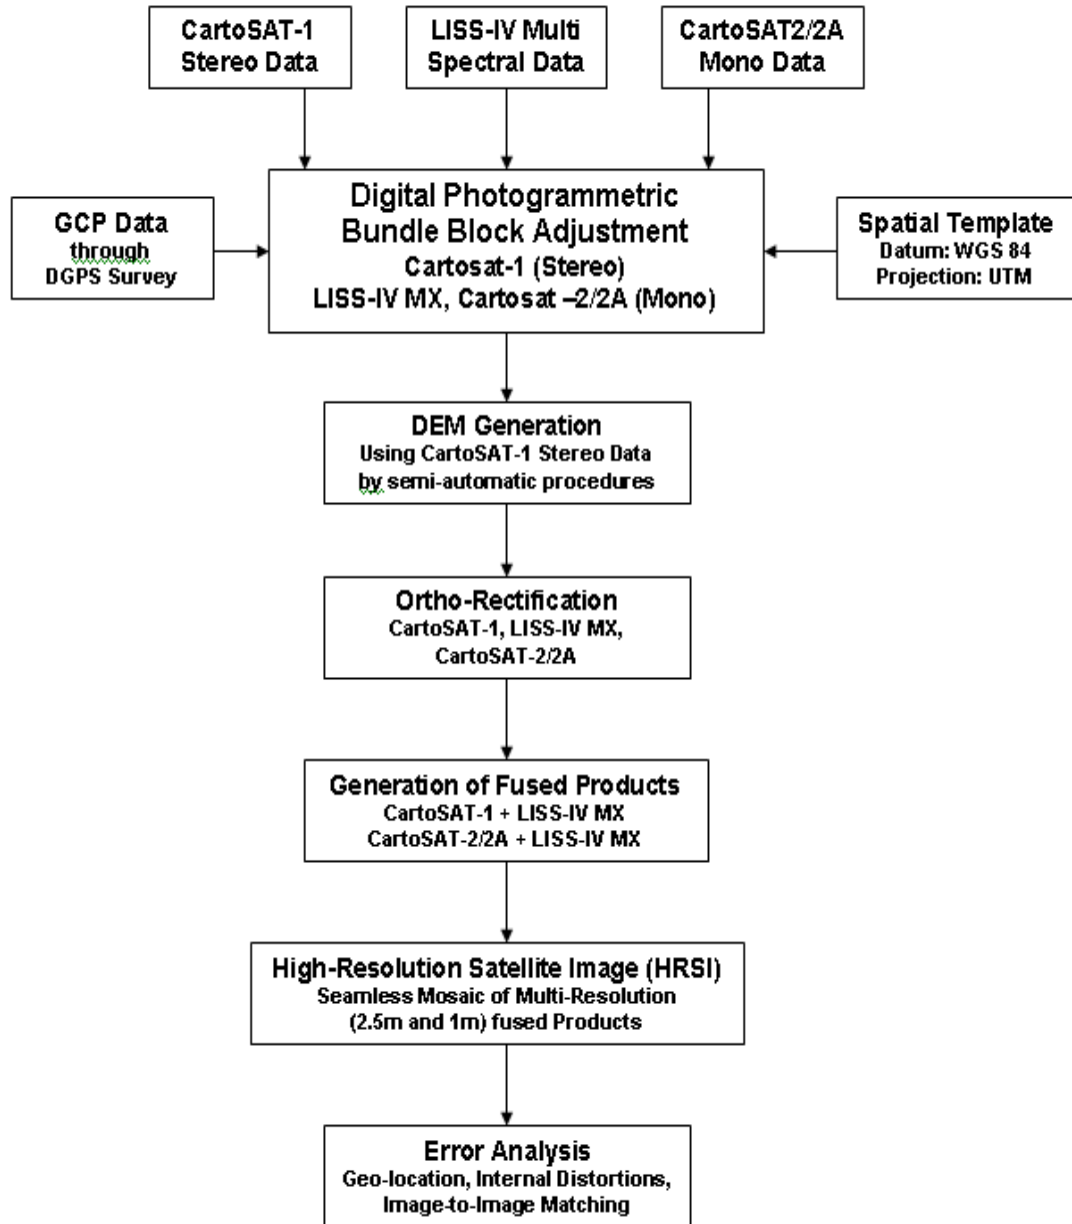 CartoSAT-1
Stereo Data
LISS-IV Multi
Spectral Data
CartoSAT2/2A
Mono Data
GCP Data
through
DGPS Survey
Digital Photogrammetric
Bundle Block Adjustment
Cartosat-1 (Stereo)
LISS-IV MX, Cartosat –2/2A (Mono)
Spatial Template
Datum: WGS 84
Projection: UTM
DEM Generation
Using CartoSAT-1 Stereo Data
by semi-automatic procedures
Ortho-Rectification
CartoSAT-1, LISS-IV MX,
CartoSAT-2/2A
Generation of Fused Products
CartoSAT-1 + LISS-IV MX
CartoSAT-2/2A + LISS-IV MX
High-Resolution Satellite Image (HRSI)
Seamless Mosaic of Multi-Resolution
(2.5m and 1m) fused Products
Error Analysis
Geo-location, Internal Distortions,
Image-to-Image Matching